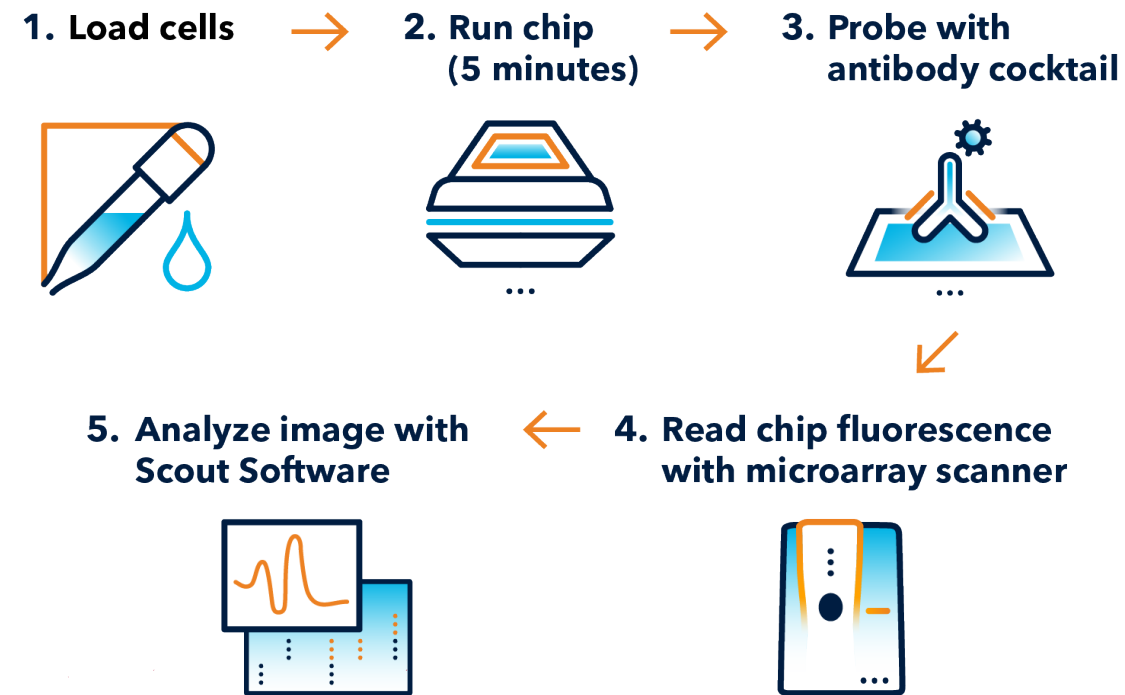 1. Load cells
2. Run chip
(5 minutes)
3. Probe with
antibody cocktail
4. Read chip fluorescence
with microarray scanner
5. Analyze image with
Scout Software